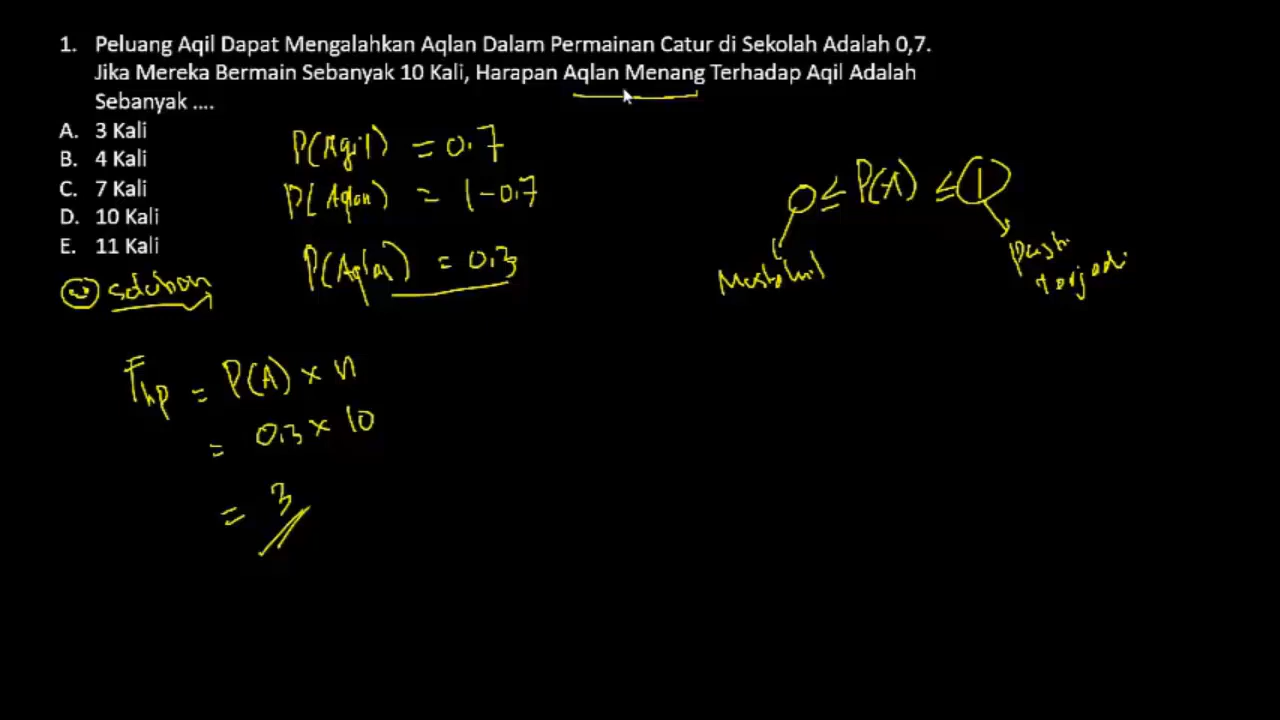 1. Peluang Aqil Dapat Mengalahkan Aqlan Dalam Permainan Catur di Sekolah Adalah 0,7.
Jika Mereka Bermain Sebanyak 10 Kali, Harapan Aqlan Menang Terhadap Aqil Adalah
Sebanyak ....
A. 3 Kali
B. 4 Kali
C. 7 Kali
D. 10 Kali
E. 11 Kali
P(Aqil) = 0.7
P(Aqlan) = 1-0.7
P(Aqlan) = 0.3
0 ≤ P(A) ≤ 1
Mustahil
Pasti
terjadi
solution
Fhp = P(A) × n
= 0.3 × 10
= 3